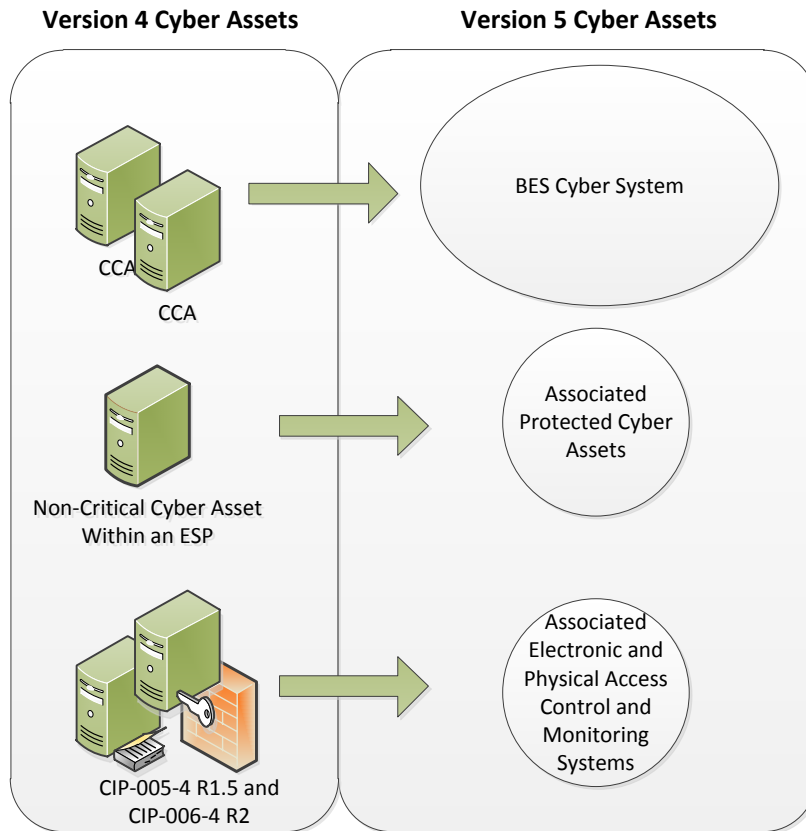 Version 4 Cyber Assets
Version 5 Cyber Assets
CCA
CCA
BES Cyber System
Non-Critical Cyber Asset
Within an ESP
Associated
Protected Cyber
Assets
CIP-005-4 R1.5 and
CIP-006-4 R2
Associated
Electronic and
Physical Access
Control and
Monitoring
Systems